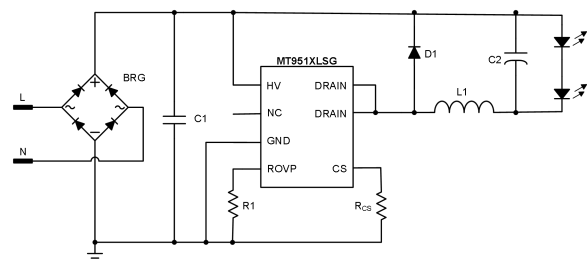 MT951XLSG
D1
C2
BRG
HV
DRAIN
L
NC
DRAIN
L1
C1
GND
N
ROVP
CS
R1
RCS